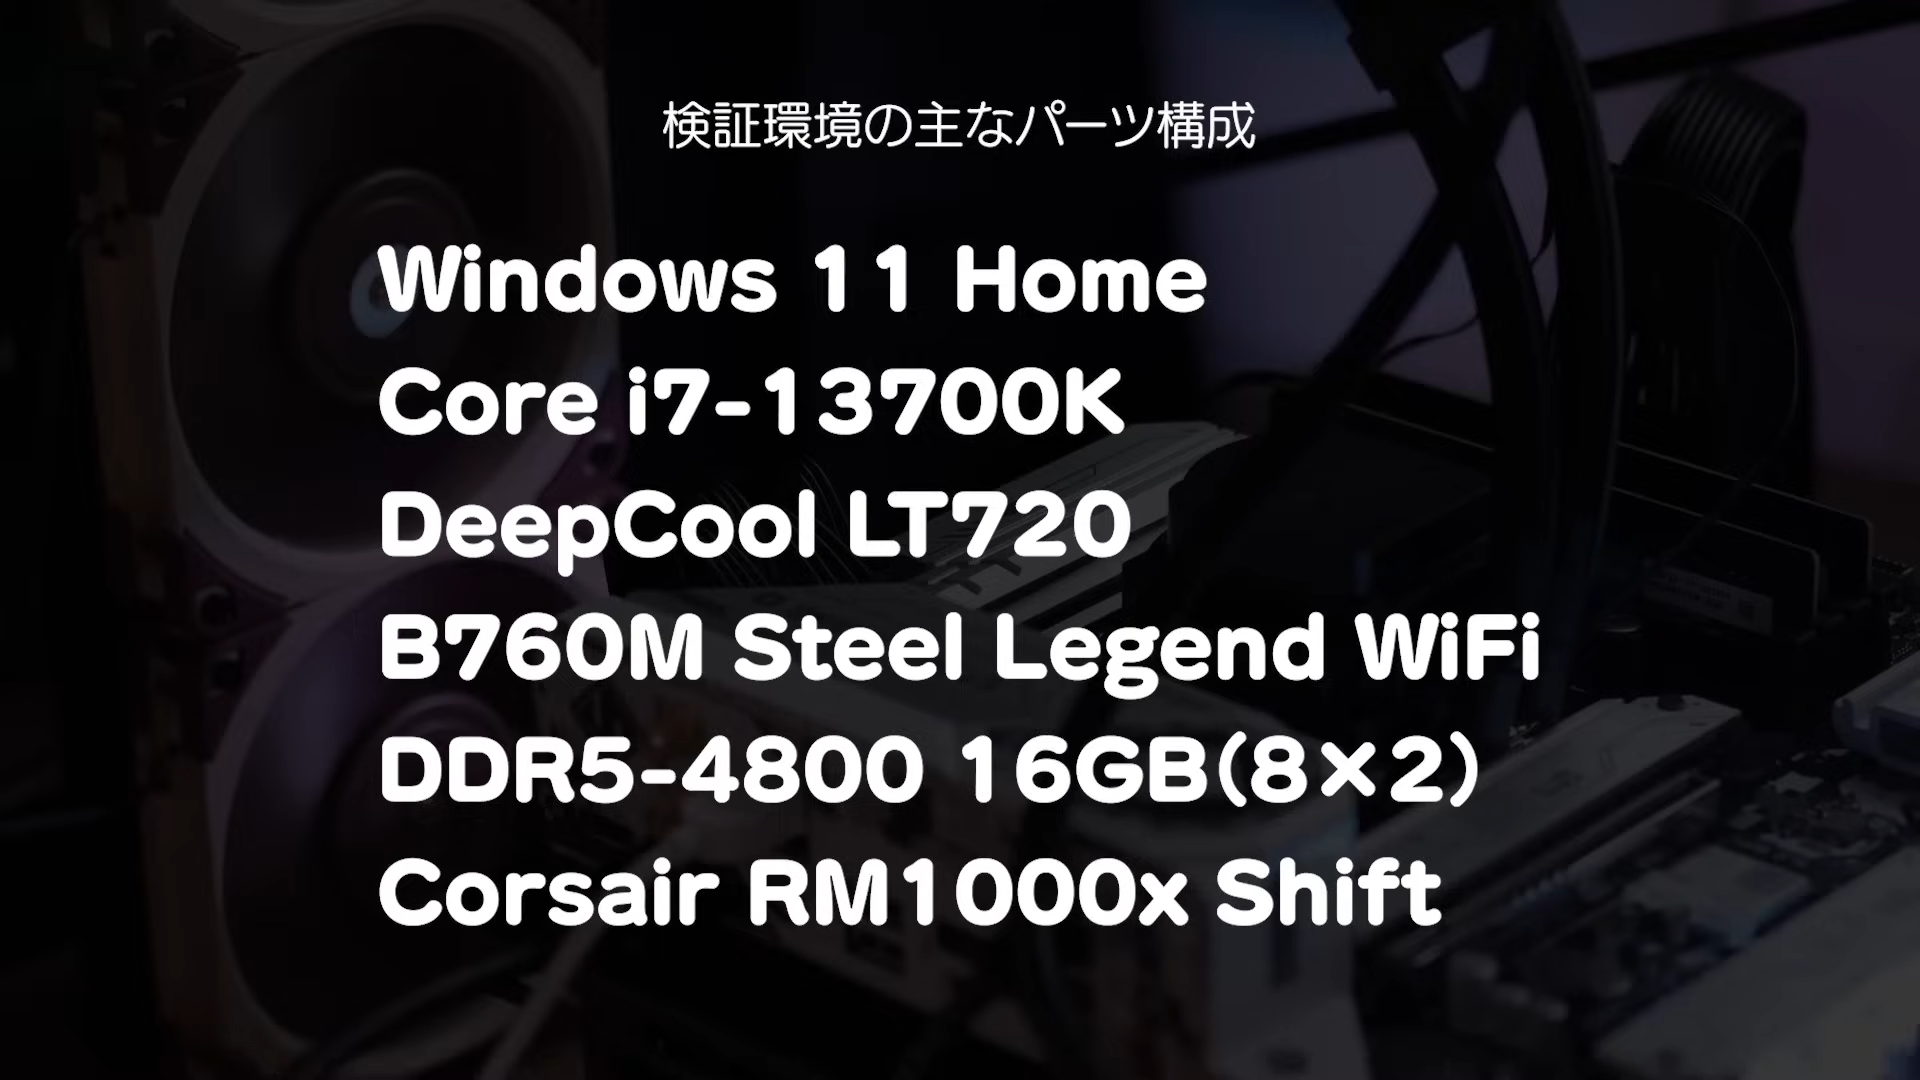 検証環境の主なパーツ構成
Windows 11 Home
Core i7-13700K
DeepCool LT720
B760M Steel Legend WiFi
DDR5-4800 16GB(8×2)
Corsair RM1000x Shift